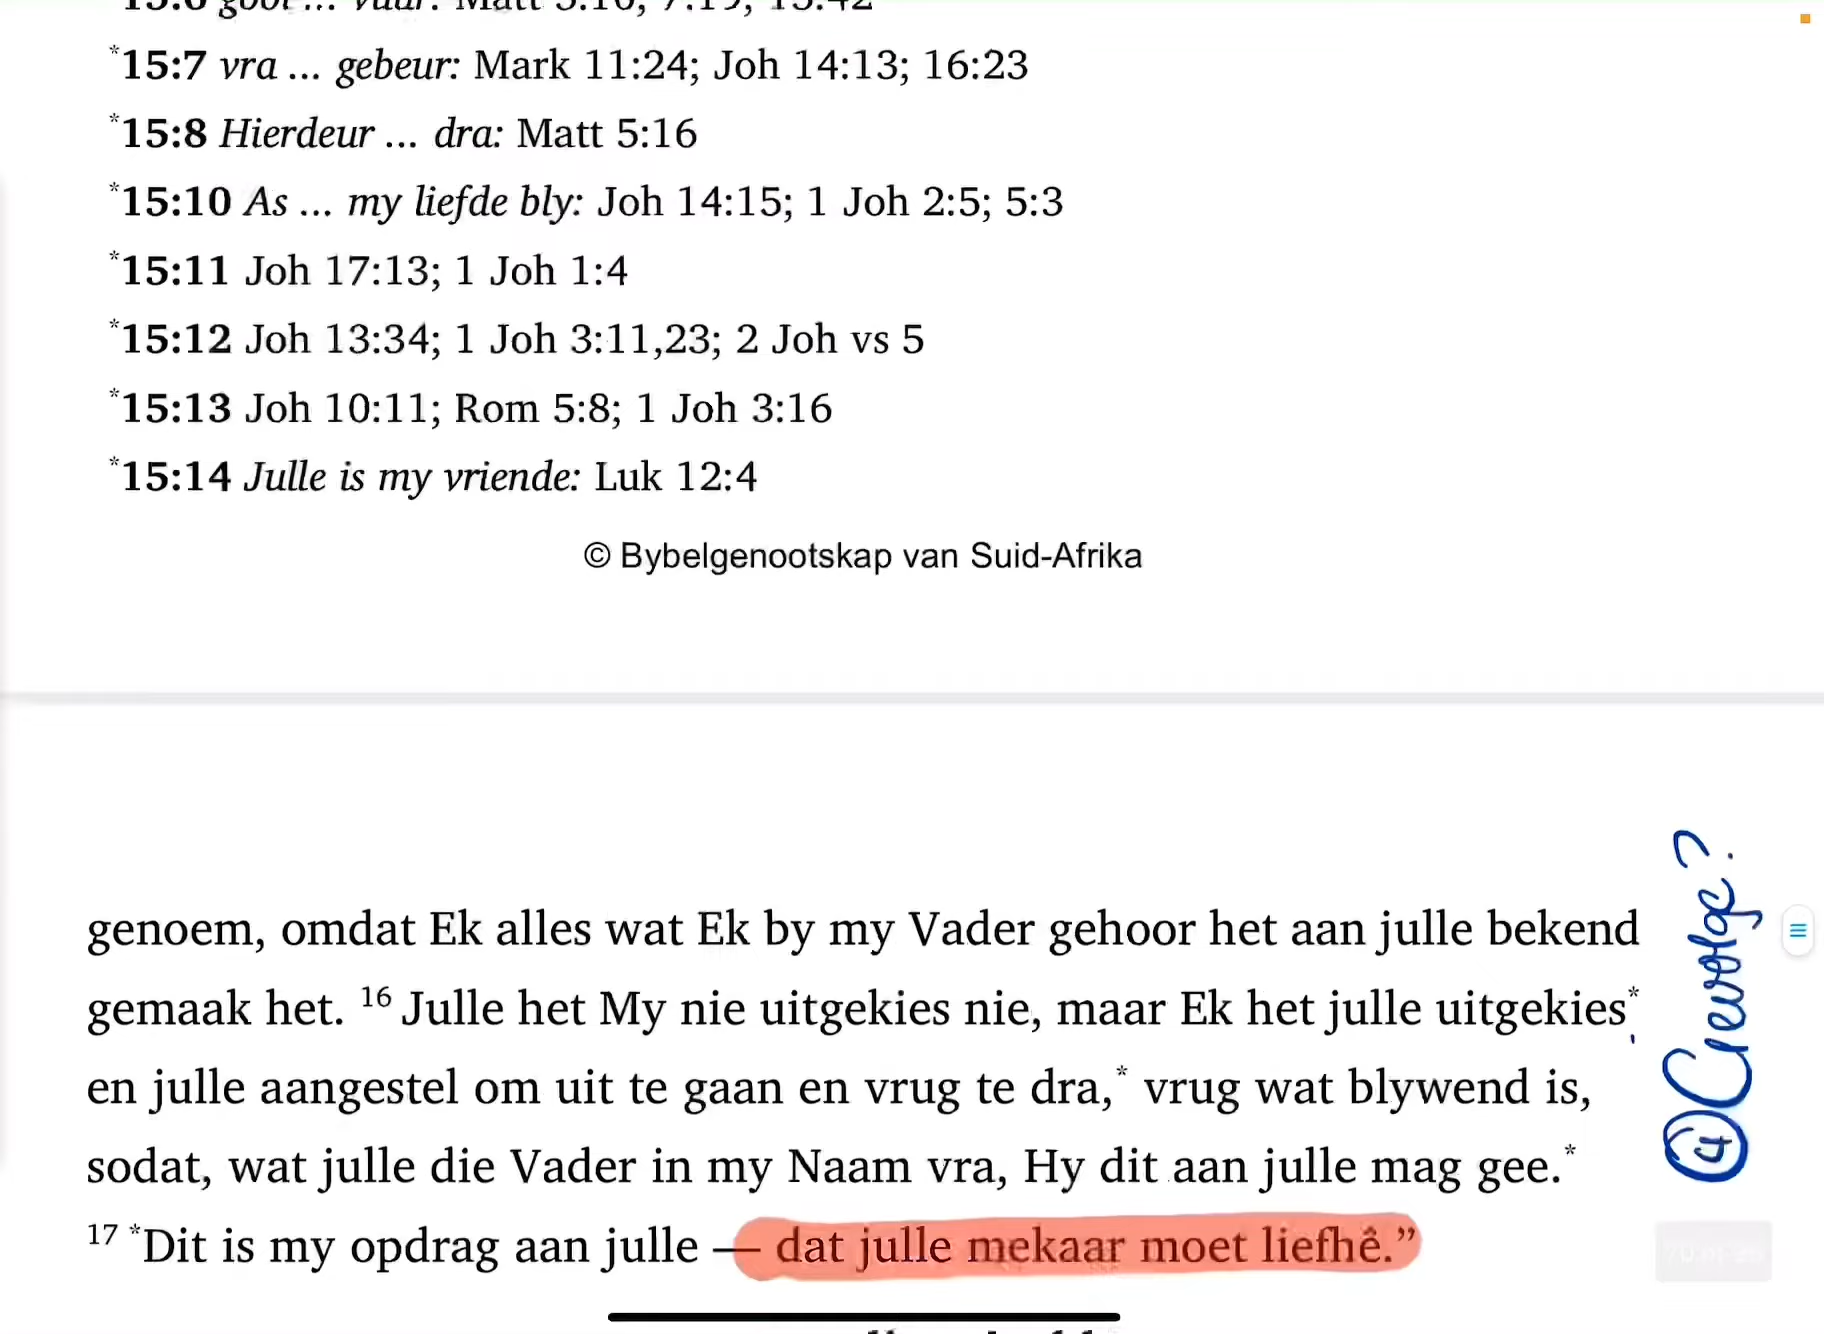 *15:7 vra ... gebeur: Mark 11:24; Joh 14:13; 16:23
*15:8 Hierdeur ... dra: Matt 5:16
*15:10 As ... my liefde bly: Joh 14:15; 1 Joh 2:5; 5:3
*15:11 Joh 17:13; 1 Joh 1:4
*15:12 Joh 13:34; 1 Joh 3:11,23; 2 Joh vs 5
*15:13 Joh 10:11; Rom 5:8; 1 Joh 3:16
*15:14 Julle is my vriende: Luk 12:4
© Bybelgenootskap van Suid-Afrika
genoem, omdat Ek alles wat Ek by my Vader gehoor het aan julle bekend
gemaak het. 16 Julle het My nie uitgekies nie, maar Ek het julle uitgekies*
en julle aangestel om uit te gaan en vrug te dra,* vrug wat blywend is,
sodat, wat julle die Vader in my Naam vra, Hy dit aan julle mag gee.*
17 *Dit is my opdrag aan julle — dat julle mekaar moet liefhê.”
4 Gevolge?